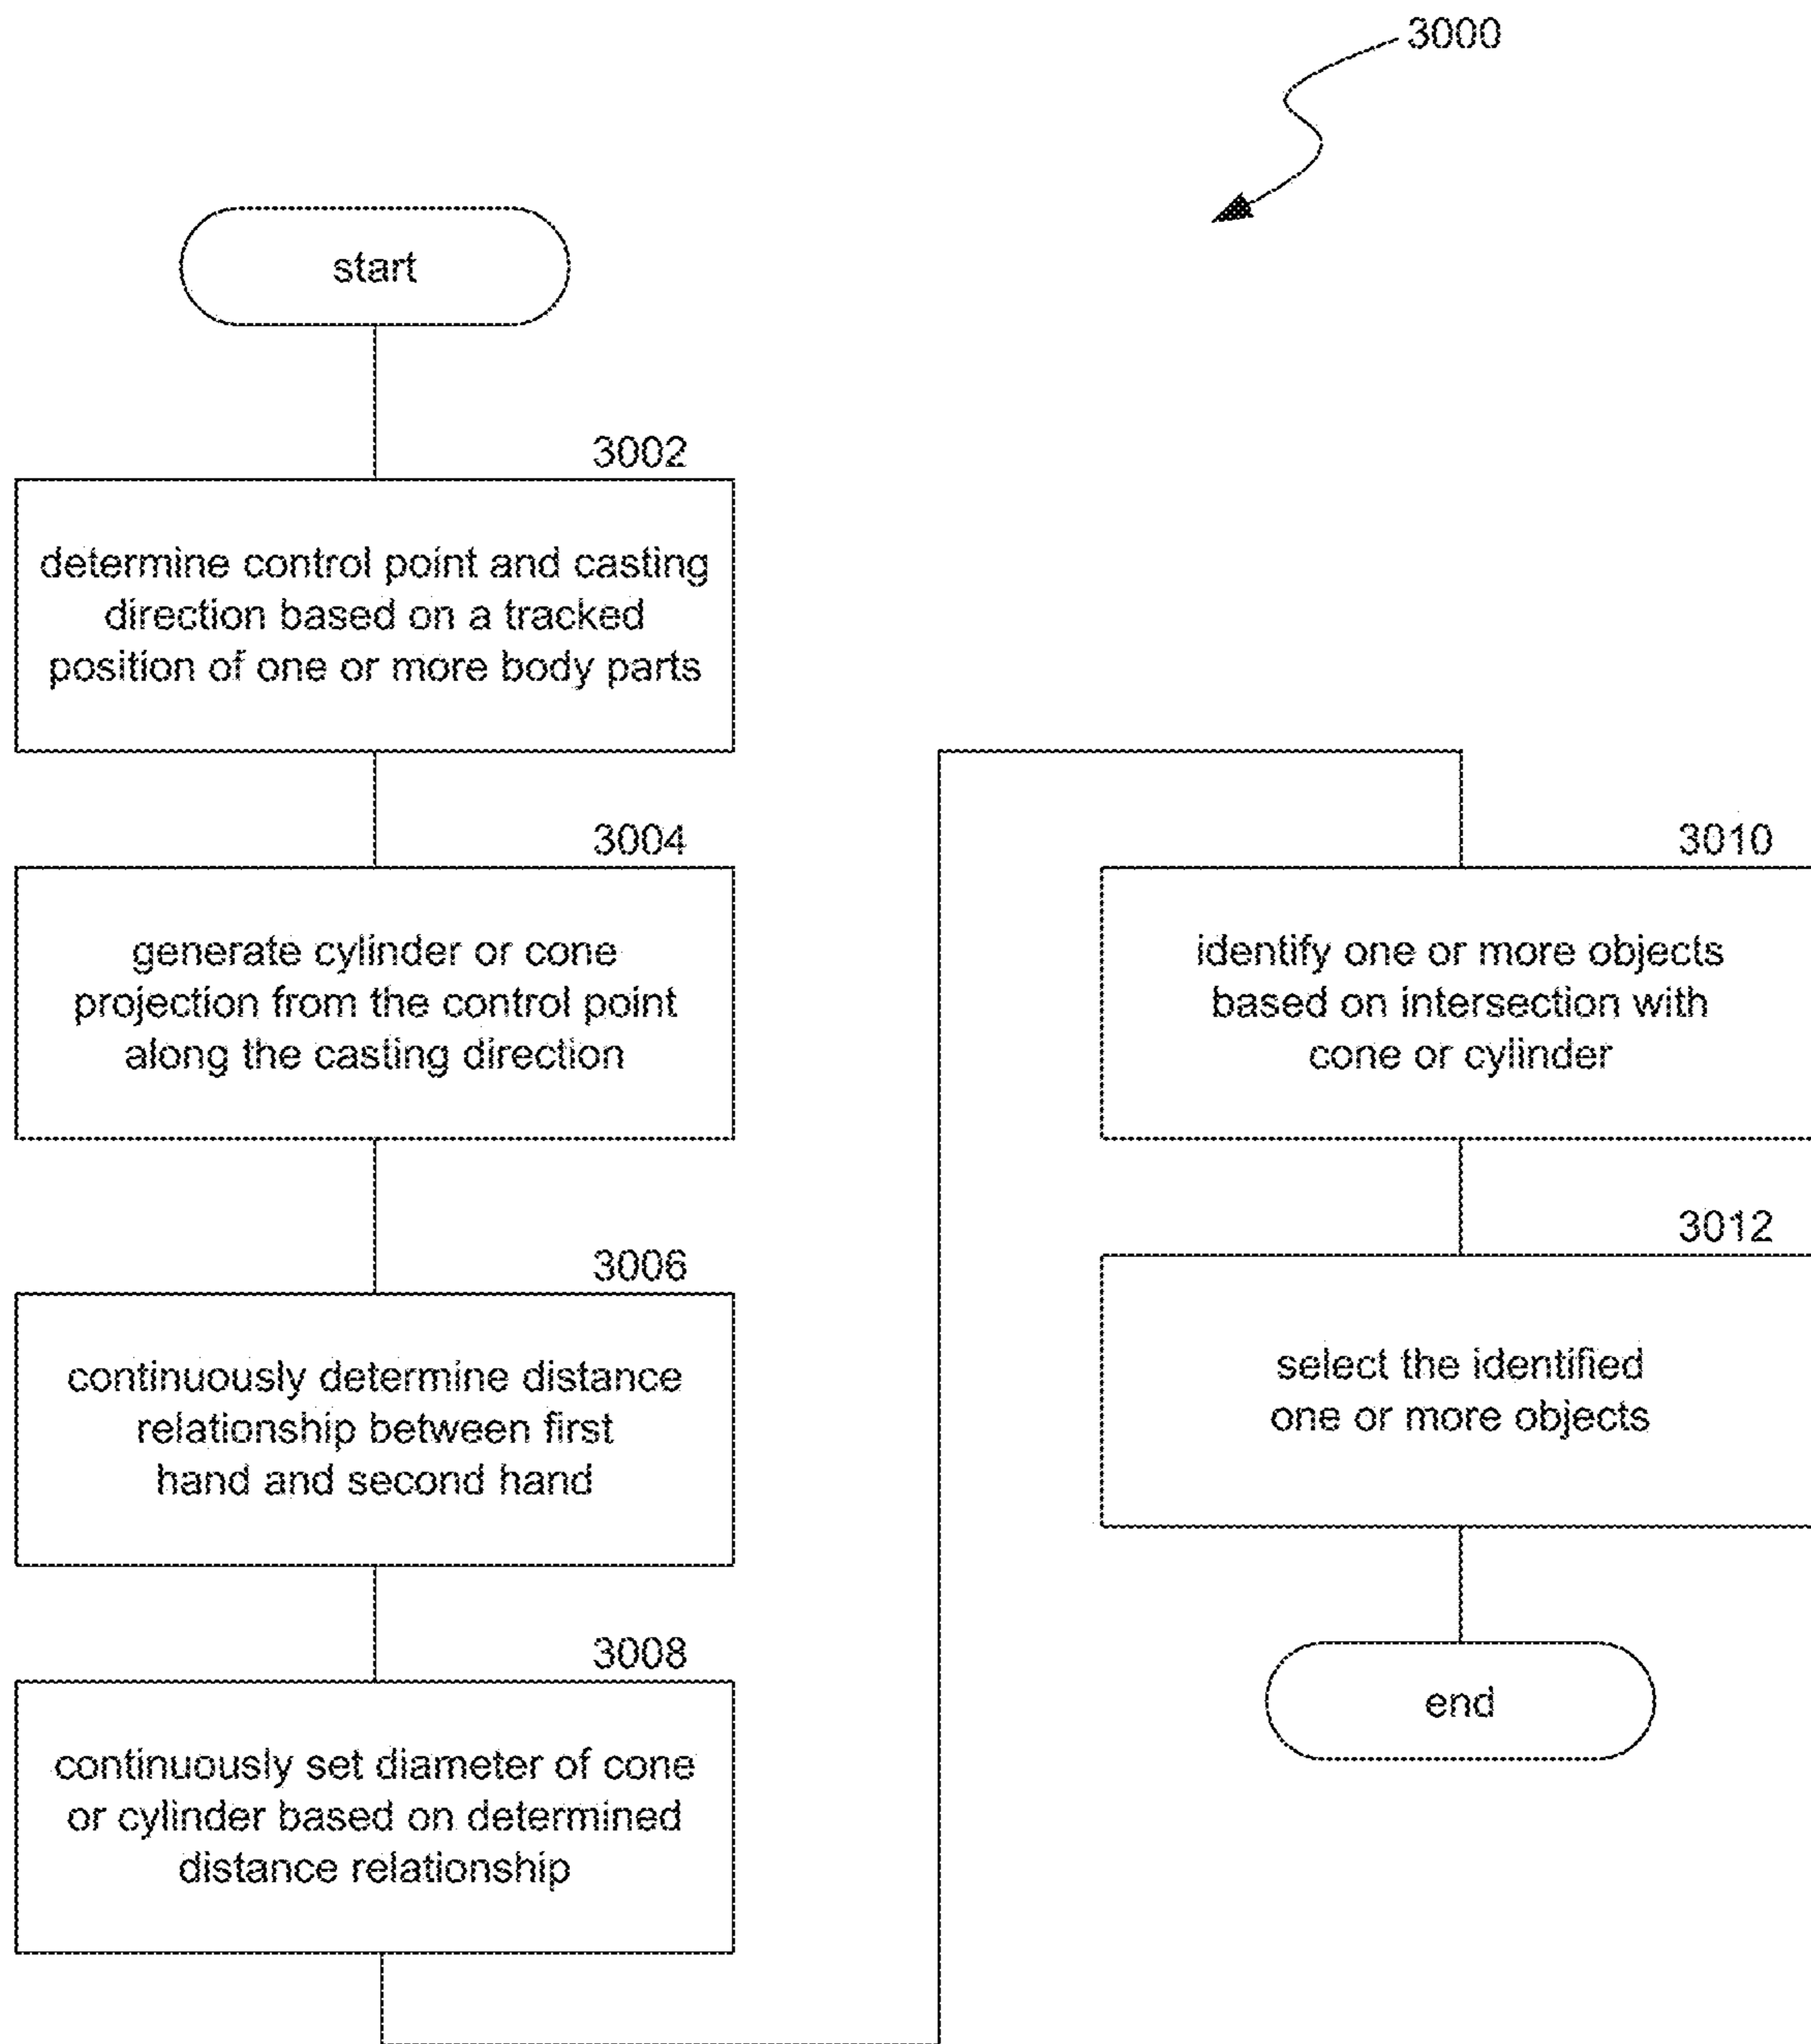 3000
start
3002
determine control point and casting
direction based on a tracked
position of one or more body parts
3004
generate cylinder or cone
projection from the control point
along the casting direction
3006
continuously determine distance
relationship between first
hand and second hand
3008
continuously set diameter of cone
or cylinder based on determined
distance relationship
3010
identify one or more objects
based on intersection with
cone or cylinder
3012
select the identified
one or more objects
end